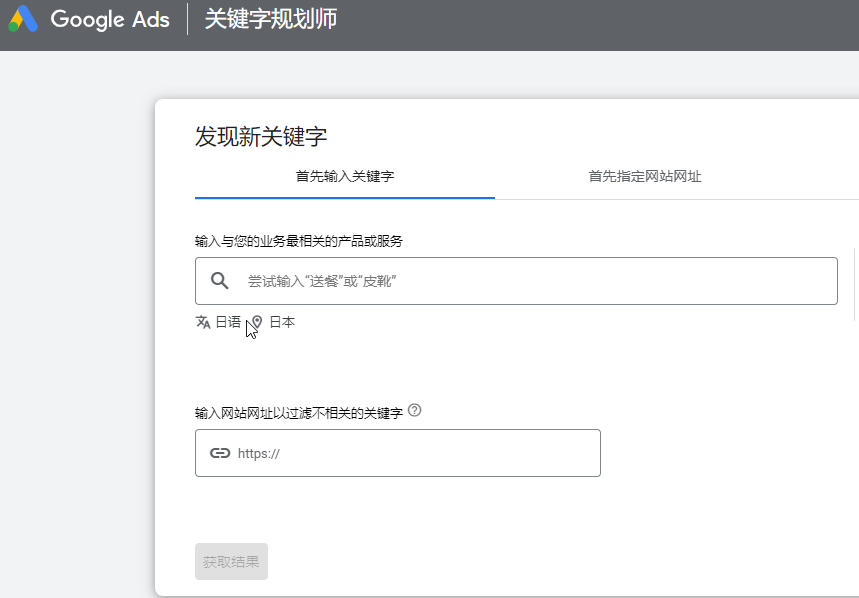 Google Ads 关键字规划师
发现新关键字
首先输入关键字 首先指定网站网址
输入与您的业务最相关的产品或服务
尝试输入“送餐”或“皮靴”
日语 日本
输入网站网址以过滤不相关的关键字
https://
获取结果